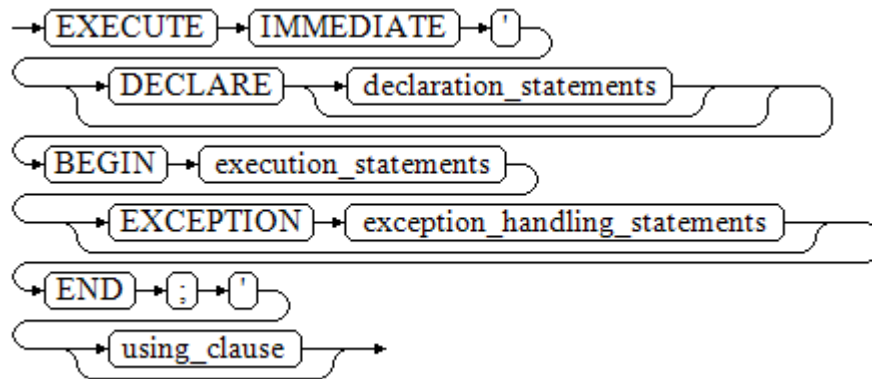 EXECUTE IMMEDIATE '
DECLARE declaration_statements
BEGIN execution_statements
EXCEPTION exception_handling_statements
END ; '
using_clause